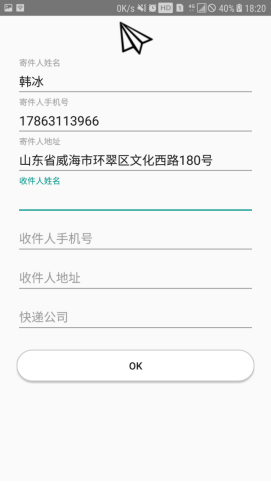 0K/s HD 1 4G 40% 18:20
寄件人姓名
韩冰
寄件人手机号
17863113966
寄件人地址
山东省威海市环翠区文化西路180号
收件人姓名
收件人手机号
收件人地址
快递公司
OK